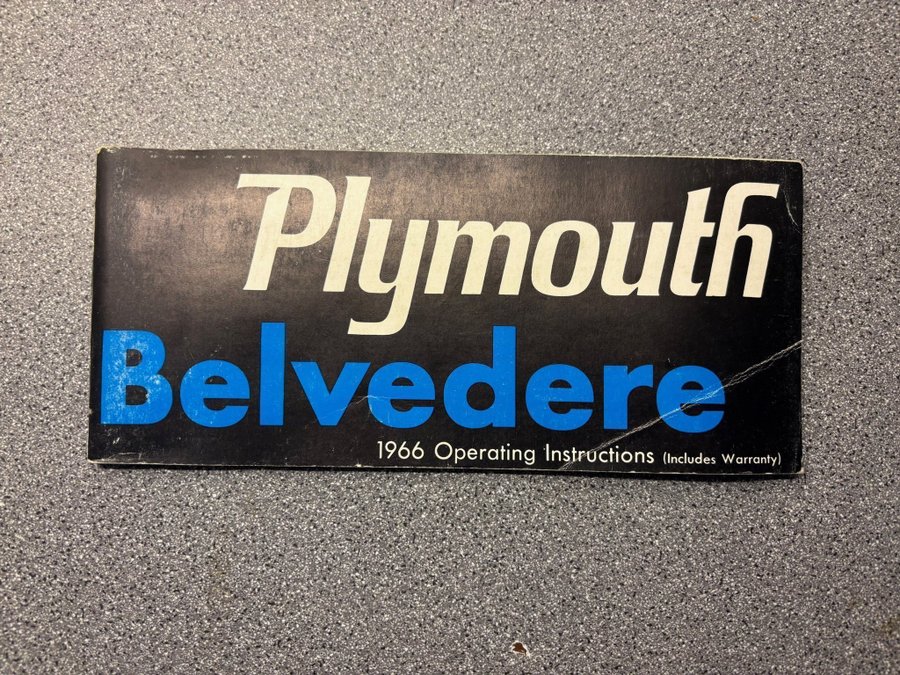 Plymouth
Belvedere
1966 Operating Instructions (Includes Warranty)